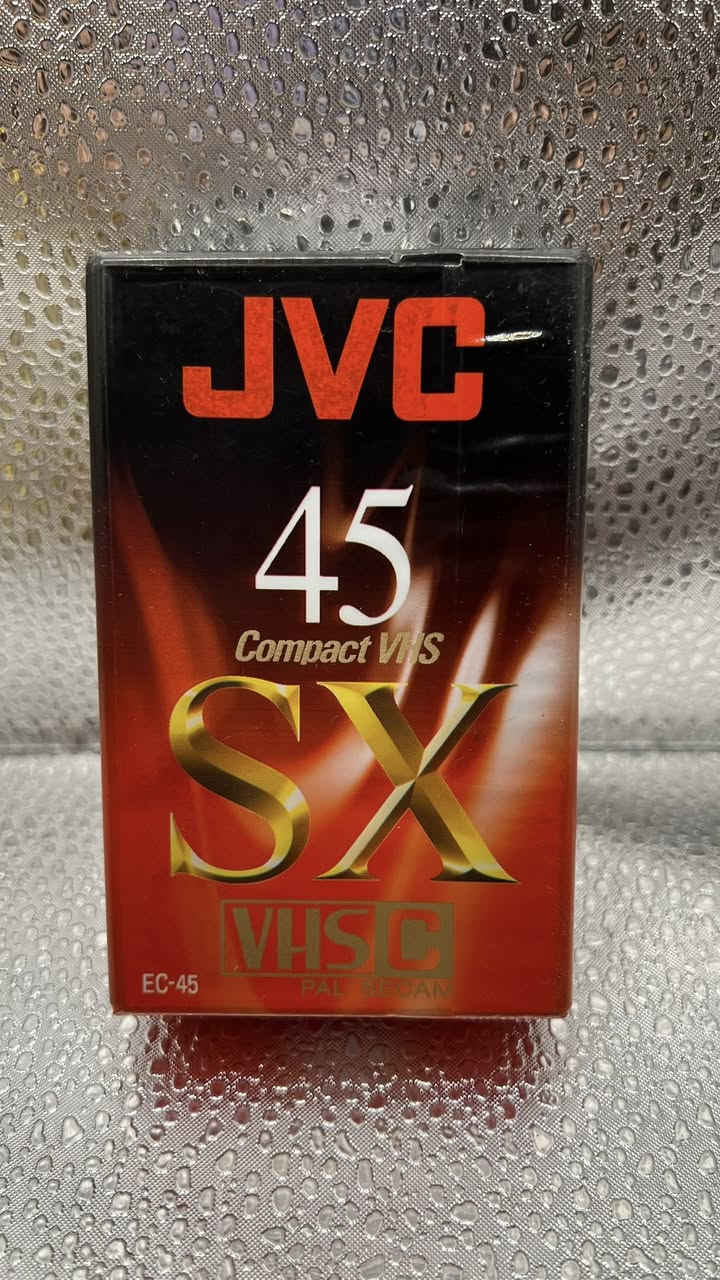 JVC
45
Compact VHS
SX
VHS C
EC-45
PAL SECAM